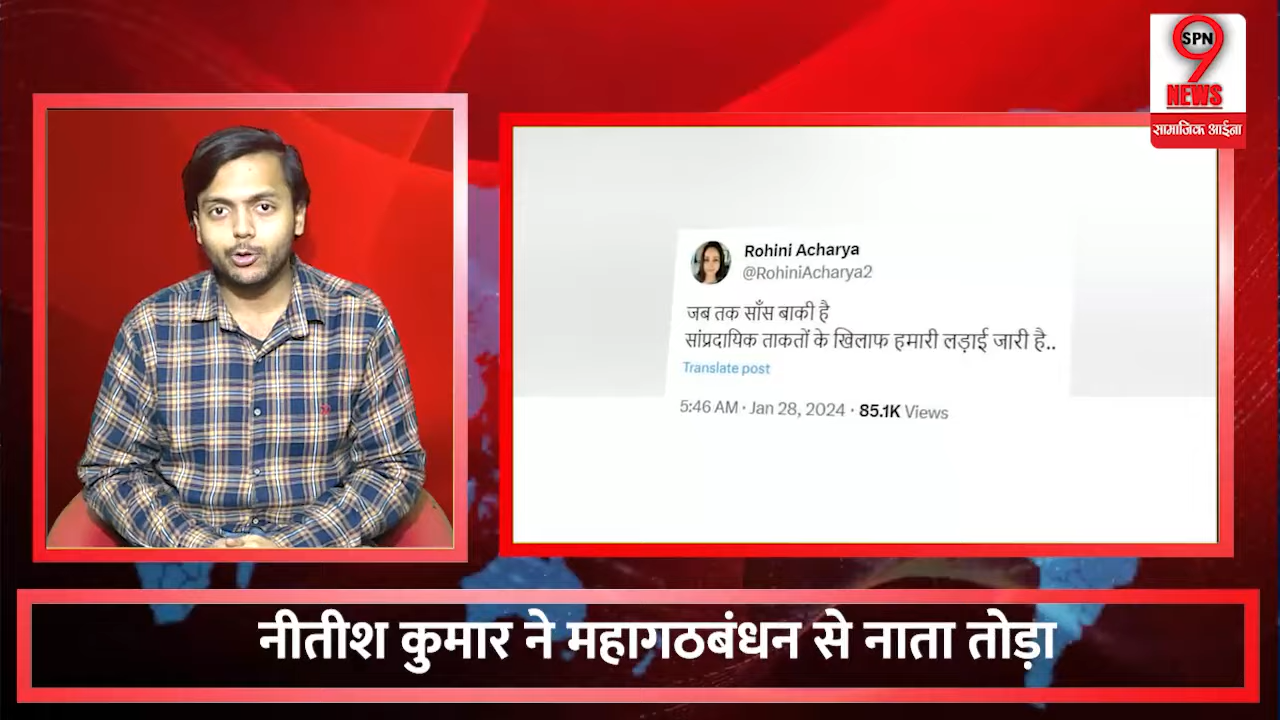 SPN
9
NEWS
सामाजिक आईना
Rohini Acharya
@RohiniAcharya2
जब तक साँस बाकी है
सांप्रदायिक ताकतों के खिलाफ हमारी लड़ाई जारी है..
Translate post
5:46 AM · Jan 28, 2024 · 85.1K Views
नीतीश कुमार ने महागठबंधन से नाता तोड़ा